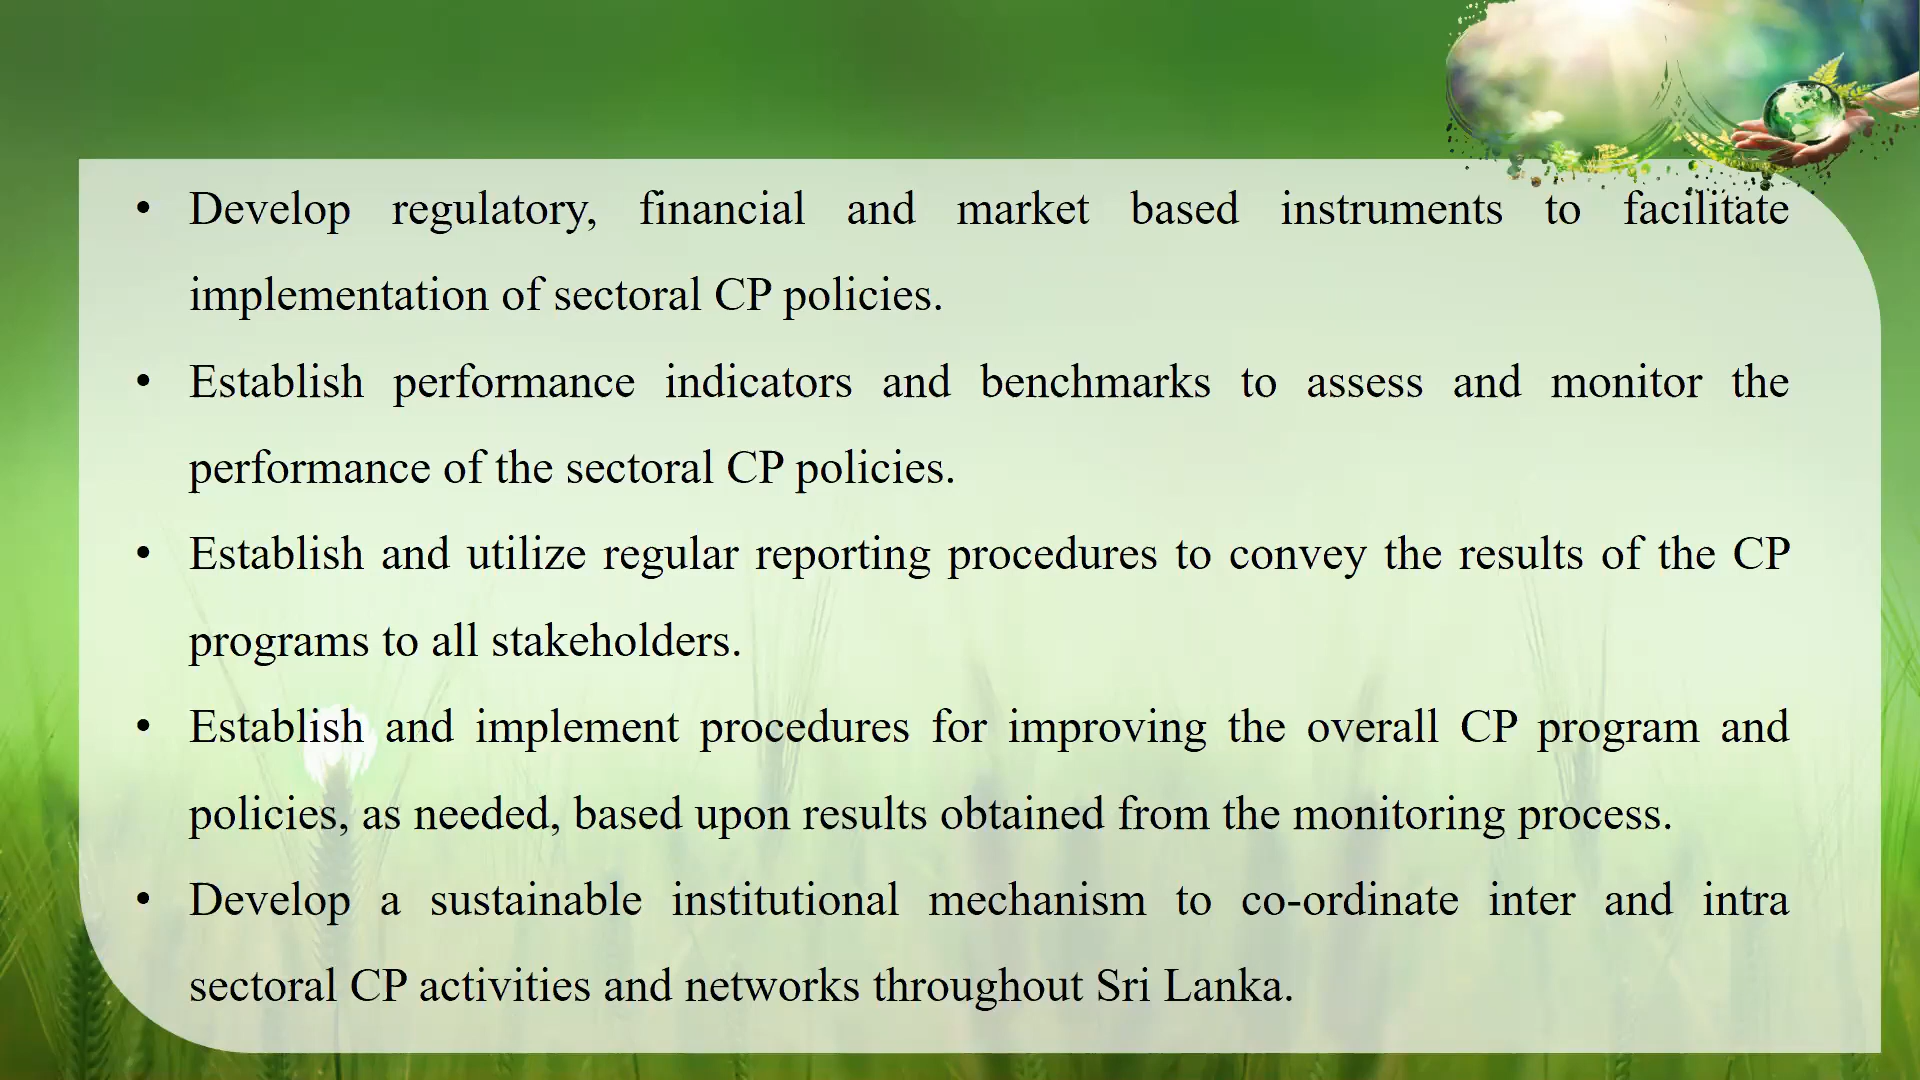 • Develop regulatory, financial and market based instruments to facilitate
implementation of sectoral CP policies.
• Establish performance indicators and benchmarks to assess and monitor the
performance of the sectoral CP policies.
• Establish and utilize regular reporting procedures to convey the results of the CP
programs to all stakeholders.
• Establish and implement procedures for improving the overall CP program and
policies, as needed, based upon results obtained from the monitoring process.
• Develop a sustainable institutional mechanism to co-ordinate inter and intra
sectoral CP activities and networks throughout Sri Lanka.